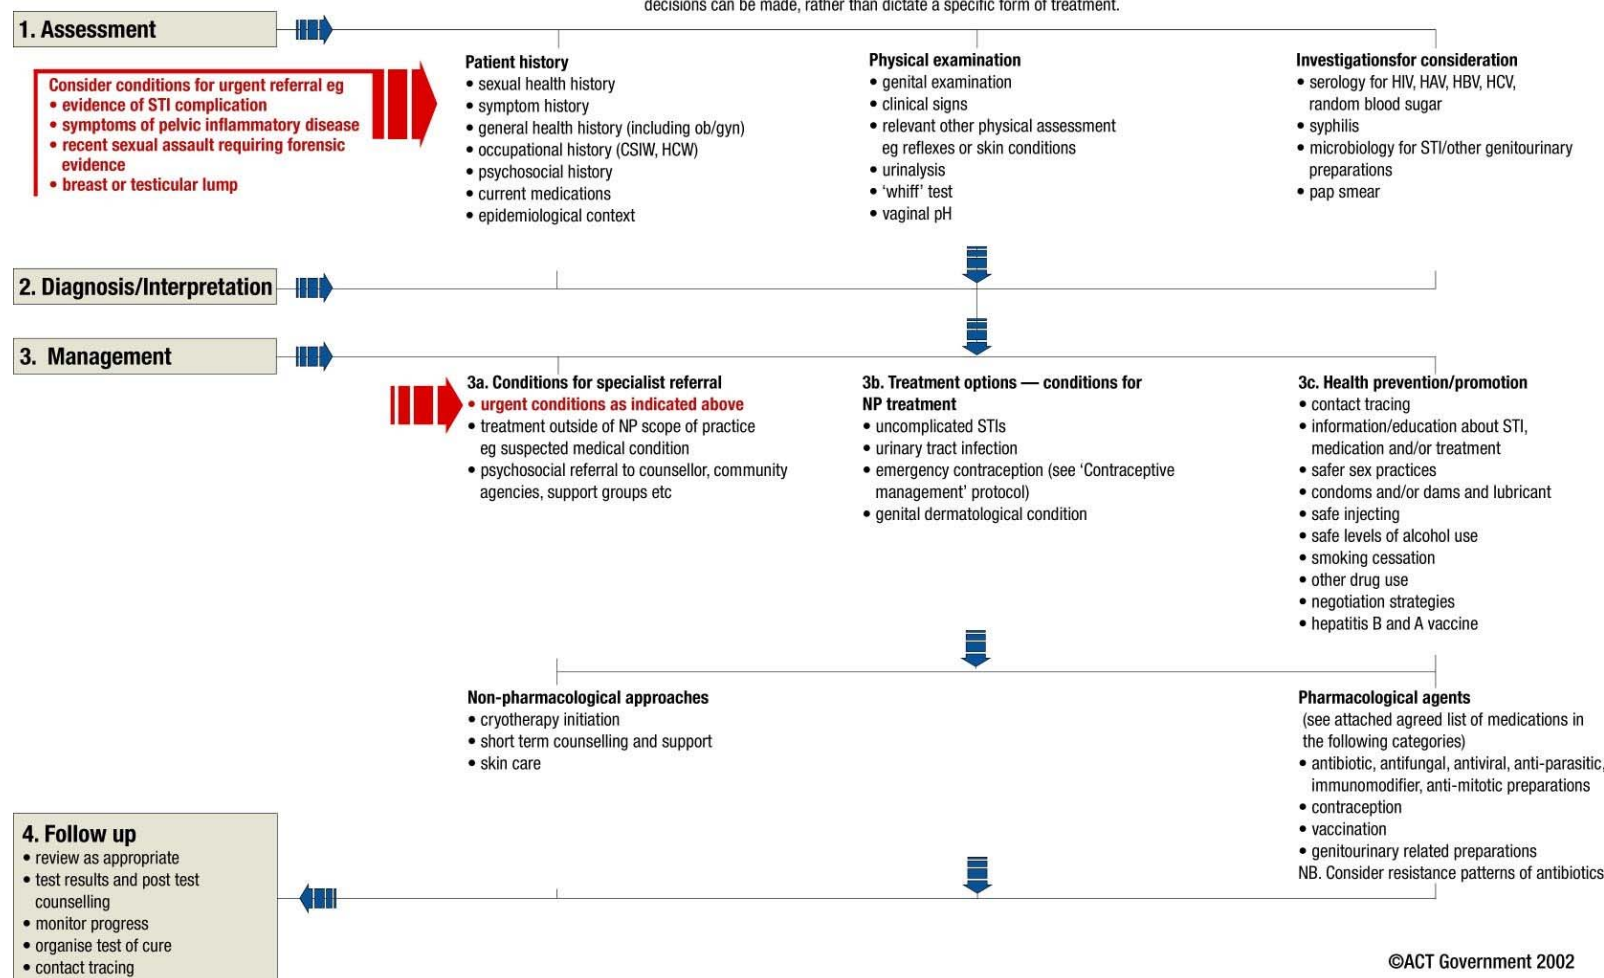 decisions can be made, rather than dictate a specific form of treatment.
1. Assessment
Consider conditions for urgent referral eg
• evidence of STI complication
• symptoms of pelvic inflammatory disease
• recent sexual assault requiring forensic
evidence
• breast or testicular lump
Patient history
• sexual health history
• symptom history
• general health history (including ob/gyn)
• occupational history (CSIW, HCW)
• psychosocial history
• current medications
• epidemiological context
Physical examination
• genital examination
• clinical signs
• relevant other physical assessment
eg reflexes or skin conditions
• urinalysis
• ‘whiff’ test
• vaginal pH
Investigationsfor consideration
• serology for HIV, HAV, HBV, HCV,
random blood sugar
• syphilis
• microbiology for STI/other genitourinary
preparations
• pap smear
2. Diagnosis/Interpretation
3. Management
3a. Conditions for specialist referral
• urgent conditions as indicated above
• treatment outside of NP scope of practice
eg suspected medical condition
• psychosocial referral to counsellor, community
agencies, support groups etc
3b. Treatment options — conditions for
NP treatment
• uncomplicated STIs
• urinary tract infection
• emergency contraception (see ‘Contraceptive
management’ protocol)
• genital dermatological condition
3c. Health prevention/promotion
• contact tracing
• information/education about STI,
medication and/or treatment
• safer sex practices
• condoms and/or dams and lubricant
• safe injecting
• safe levels of alcohol use
• smoking cessation
• other drug use
• negotiation strategies
• hepatitis B and A vaccine
Non-pharmacological approaches
• cryotherapy initiation
• short term counselling and support
• skin care
Pharmacological agents
(see attached agreed list of medications in
the following categories)
• antibiotic, antifungal, antiviral, anti-parasitic,
immunomodifier, anti-mitotic preparations
• contraception
• vaccination
• genitourinary related preparations
NB. Consider resistance patterns of antibiotics
4. Follow up
• review as appropriate
• test results and post test
counselling
• monitor progress
• organise test of cure
• contact tracing
©ACT Government 2002